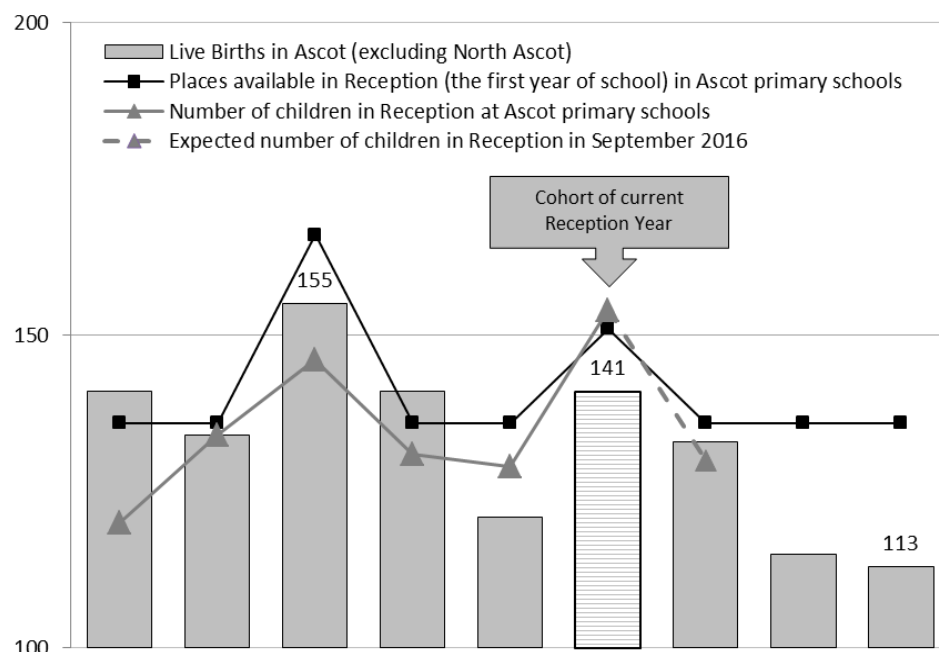 200
Live Births in Ascot (excluding North Ascot)
Places available in Reception (the first year of school) in Ascot primary schools
Number of children in Reception at Ascot primary schools
Expected number of children in Reception in September 2016
Cohort of current
Reception Year
155
150
141
113
100